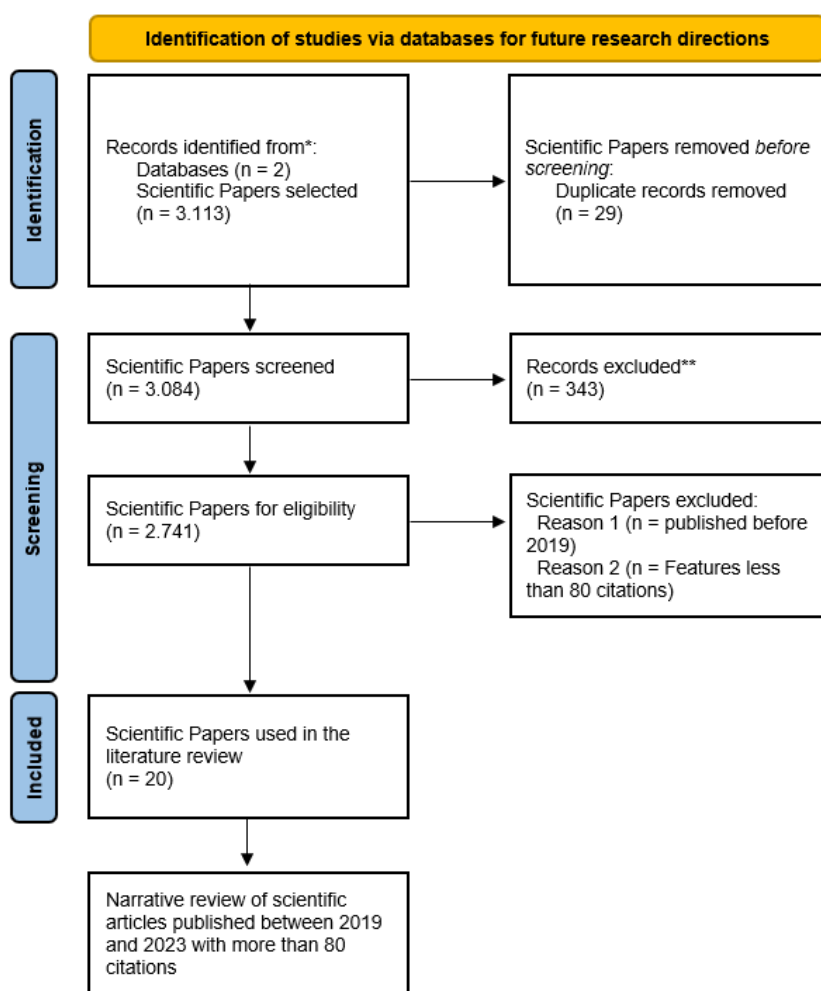 Identification of studies via databases for future research directions
Identification
Records identified from*:
Databases (n = 2)
Scientific Papers selected
(n = 3.113)
Scientific Papers removed before
screening:
Duplicate records removed
(n = 29)
Screening
Scientific Papers screened
(n = 3.084)
Records excluded**
(n = 343)
Scientific Papers for eligibility
(n = 2.741)
Scientific Papers excluded:
Reason 1 (n = published before
2019)
Reason 2 (n = Features less
than 80 citations)
Included
Scientific Papers used in the
literature review
(n = 20)
Narrative review of scientific
articles published between 2019
and 2023 with more than 80
citations